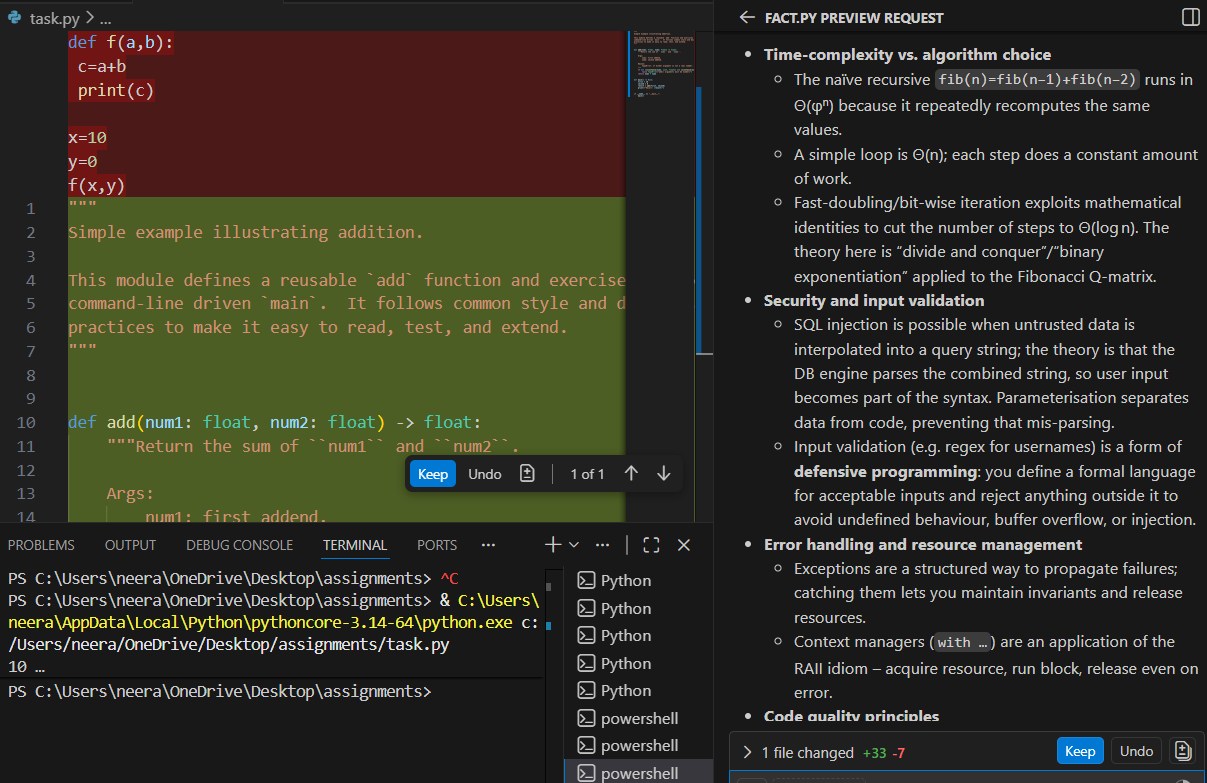 task.py > ...
def f(a,b):
 c=a+b
 print(c)
x=10
y=0
f(x,y)
1 """
2 Simple example illustrating addition.
3
4 This module defines a reusable `add` function and exercise
5 command-line driven `main`.  It follows common style and d
6 practices to make it easy to read, test, and extend.
7 """
8
9
10 def add(num1: float, num2: float) -> float:
11     """Return the sum of ``num1`` and ``num2``.
12
13     Args:
14         num1: first addend.
Keep Undo 1 of 1
PROBLEMS OUTPUT DEBUG CONSOLE TERMINAL PORTS ...
PS C:\Users\neera\OneDrive\Desktop\assignments> ^C
PS C:\Users\neera\OneDrive\Desktop\assignments> & C:\Users\
neera\AppData\Local\Python\pythoncore-3.14-64\python.exe c:
/Users/neera/OneDrive/Desktop/assignments/task.py
10 …
PS C:\Users\neera\OneDrive\Desktop\assignments>
Python
Python
Python
Python
Python
powershell
powershell
powershell
FACT.PY PREVIEW REQUEST
• Time-complexity vs. algorithm choice
○ The naïve recursive fib(n)=fib(n-1)+fib(n-2) runs in
Θ(φⁿ) because it repeatedly recomputes the same
values.
○ A simple loop is Θ(n); each step does a constant amount
of work.
○ Fast-doubling/bit-wise iteration exploits mathematical
identities to cut the number of steps to Θ(log n). The
theory here is “divide and conquer”/“binary
exponentiation” applied to the Fibonacci Q-matrix.
• Security and input validation
○ SQL injection is possible when untrusted data is
interpolated into a query string; the theory is that the
DB engine parses the combined string, so user input
becomes part of the syntax. Parameterisation separates
data from code, preventing that mis-parsing.
○ Input validation (e.g. regex for usernames) is a form of
defensive programming: you define a formal language
for acceptable inputs and reject anything outside it to
avoid undefined behaviour, buffer overflow, or injection.
• Error handling and resource management
○ Exceptions are a structured way to propagate failures;
catching them lets you maintain invariants and release
resources.
○ Context managers (with …) are an application of the
RAII idiom – acquire resource, run block, release even on
error.
• Code quality principles
1 file changed +33 -7 Keep Undo